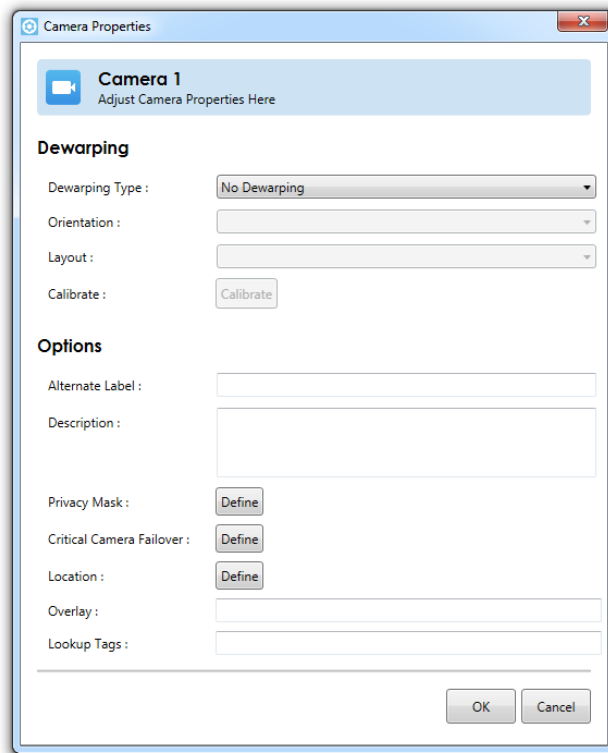 Camera Properties
Camera 1
Adjust Camera Properties Here
Dewarping
Dewarping Type : No Dewarping
Orientation :
Layout :
Calibrate : Calibrate
Options
Alternate Label :
Description :
Privacy Mask : Define
Critical Camera Failover : Define
Location : Define
Overlay :
Lookup Tags :
OK Cancel